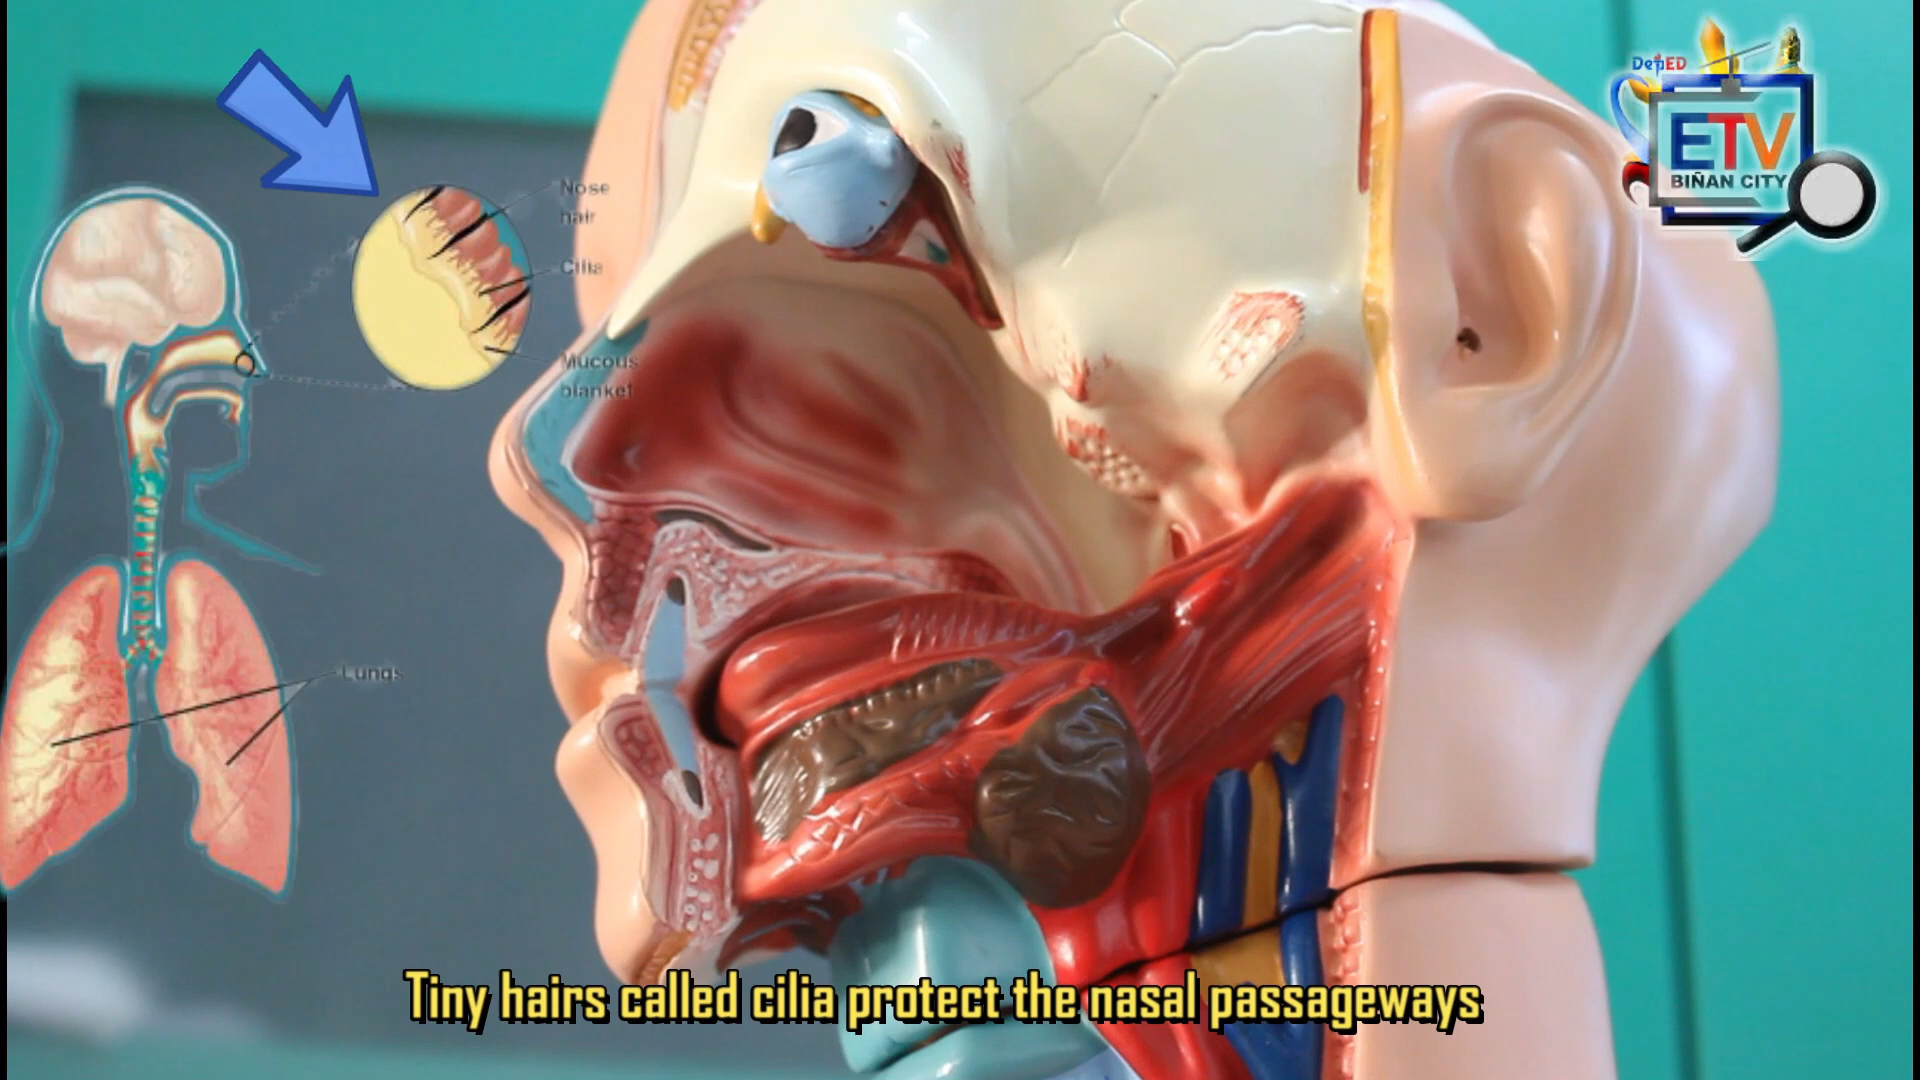 DepED
ETV
BIÑAN CITY
Nose
hair
Cilia
Mucous
blanket
Lungs
Tiny hairs called cilia protect the nasal passageways